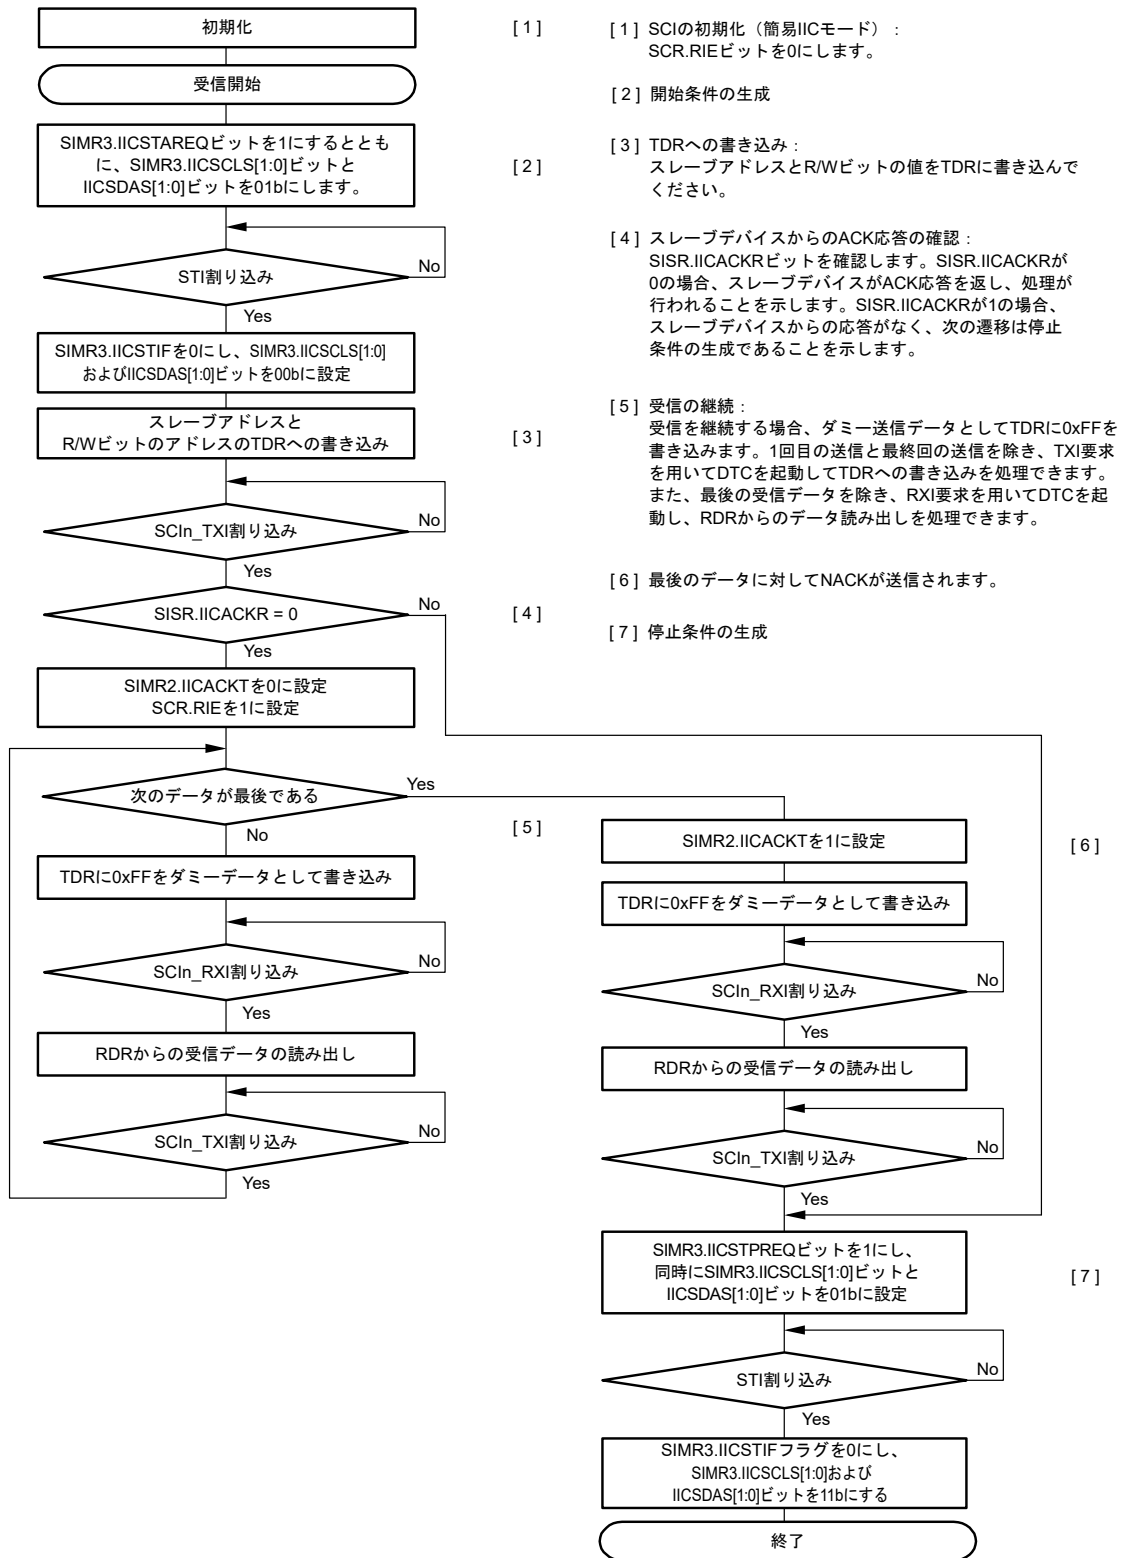 初期化
[ 1 ]
受信開始
SIMR3.IICSTAREQビットを1にするととも
に、SIMR3.IICSCLS[1:0]ビットと
IICSDAS[1:0]ビットを01bにします。
[ 2 ]
STI割り込み
No
Yes
SIMR3.IICSTIFを0にし、SIMR3.IICSCLS[1:0]
およびIICSDAS[1:0]ビットを00bに設定
スレーブアドレスと
R/WビットのアドレスのTDRへの書き込み
[ 3 ]
SCIn_TXI割り込み
No
Yes
SISR.IICACKR = 0
No
[ 4 ]
Yes
SIMR2.IICACKTを0に設定
SCR.RIEを1に設定
次のデータが最後である
Yes
No
[ 5 ]
TDRに0xFFをダミーデータとして書き込み
SCIn_RXI割り込み
No
Yes
RDRからの受信データの読み出し
SCIn_TXI割り込み
No
Yes
[ 1 ] SCIの初期化（簡易IICモード）:
SCR.RIEビットを0にします。
[ 2 ] 開始条件の生成
[ 3 ] TDRへの書き込み:
スレーブアドレスとR/Wビットの値をTDRに書き込んで
ください。
[ 4 ] スレーブデバイスからのACK応答の確認:
SISR.IICACKRビットを確認します。SISR.IICACKRが
0の場合、スレーブデバイスがACK応答を返し、処理が
行われることを示します。SISR.IICACKRが1の場合、
スレーブデバイスからの応答がなく、次の遷移は停止
条件の生成であることを示します。
[ 5 ] 受信の継続:
受信を継続する場合、ダミー送信データとしてTDRに0xFFを
書き込みます。1回目の送信と最終回の送信を除き、TXI要求
を用いてDTCを起動してTDRへの書き込みを処理できます。
また、最後の受信データを除き、RXI要求を用いてDTCを起
動し、RDRからのデータ読み出しを処理できます。
[ 6 ] 最後のデータに対してNACKが送信されます。
[ 7 ] 停止条件の生成
SIMR2.IICACKTを1に設定
[ 6 ]
TDRに0xFFをダミーデータとして書き込み
SCIn_RXI割り込み
No
Yes
RDRからの受信データの読み出し
SCIn_TXI割り込み
No
Yes
SIMR3.IICSTPREQビットを1にし、
同時にSIMR3.IICSCLS[1:0]ビットと
IICSDAS[1:0]ビットを01bに設定
[ 7 ]
STI割り込み
No
Yes
SIMR3.IICSTIFフラグを0にし、
SIMR3.IICSCLS[1:0]および
IICSDAS[1:0]ビットを11bにする
終了